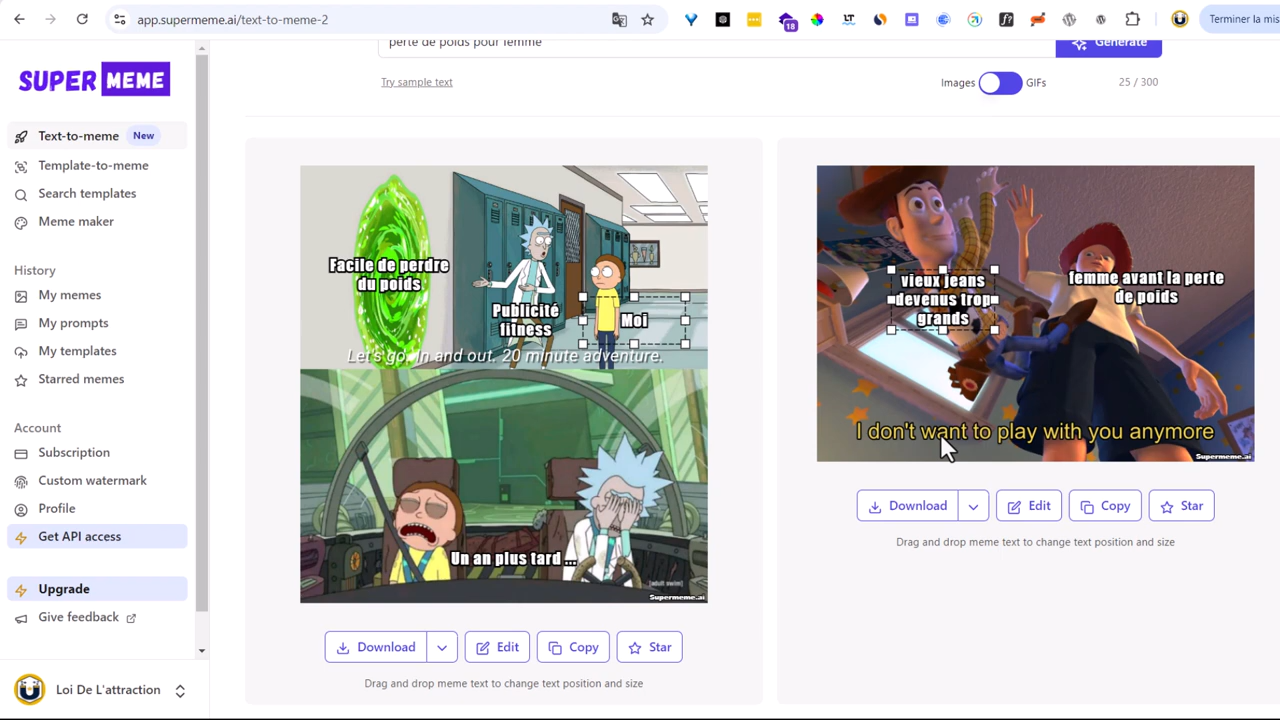 app.supermeme.ai/text-to-meme-2
18
Terminer la mis
SUPER MEME
perte de poids pour femme
Generate
Try sample text
Images
GIFs
25 / 300
Text-to-meme
New
Template-to-meme
Search templates
Meme maker
History
My memes
My prompts
My templates
Starred memes
Account
Subscription
Custom watermark
Profile
Get API access
Upgrade
Give feedback
Loi De L'attraction
Facile de perdre
du poids
Publicité
fitness
Moi
Let's go. In and out. 20 minute adventure.
Un an plus tard ...
[adult swim]
Supermeme.ai
Download
Edit
Copy
Star
Drag and drop meme text to change text position and size
vieux jeans
devenus trop
grands
femme avant la perte
de poids
I don't want to play with you anymore
Supermeme.ai
Download
Edit
Copy
Star
Drag and drop meme text to change text position and size